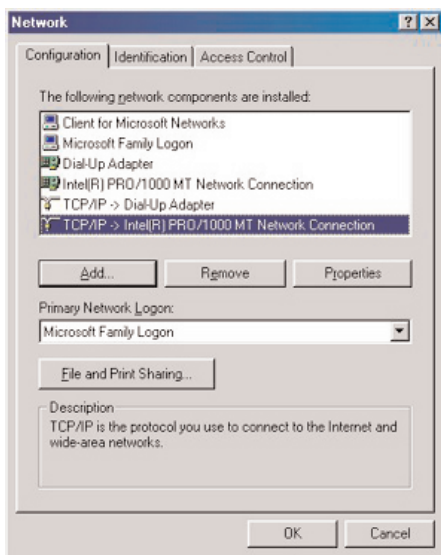 Network
Configuration Identification Access Control
The following network components are installed:
Client for Microsoft Networks
Microsoft Family Logon
Dial-Up Adapter
Intel(R) PRO/1000 MT Network Connection
TCP/IP -> Dial-Up Adapter
TCP/IP -> Intel(R) PRO/1000 MT Network Connection
Add... Remove Properties
Primary Network Logon:
Microsoft Family Logon
File and Print Sharing...
Description
TCP/IP is the protocol you use to connect to the Internet and
wide-area networks.
OK Cancel